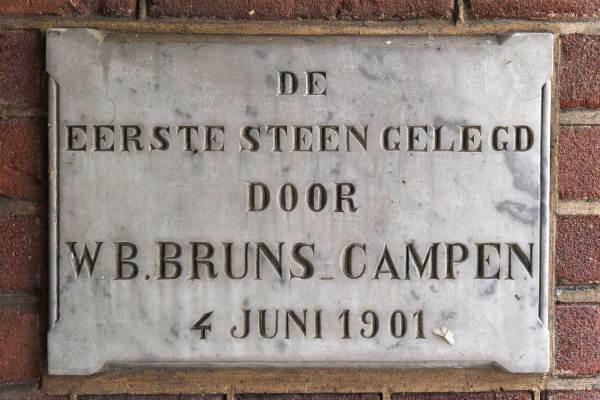 DE
EERSTE STEEN GELEGD
DOOR
W.B. BRUNS_CAMPEN
4 JUNI 1901